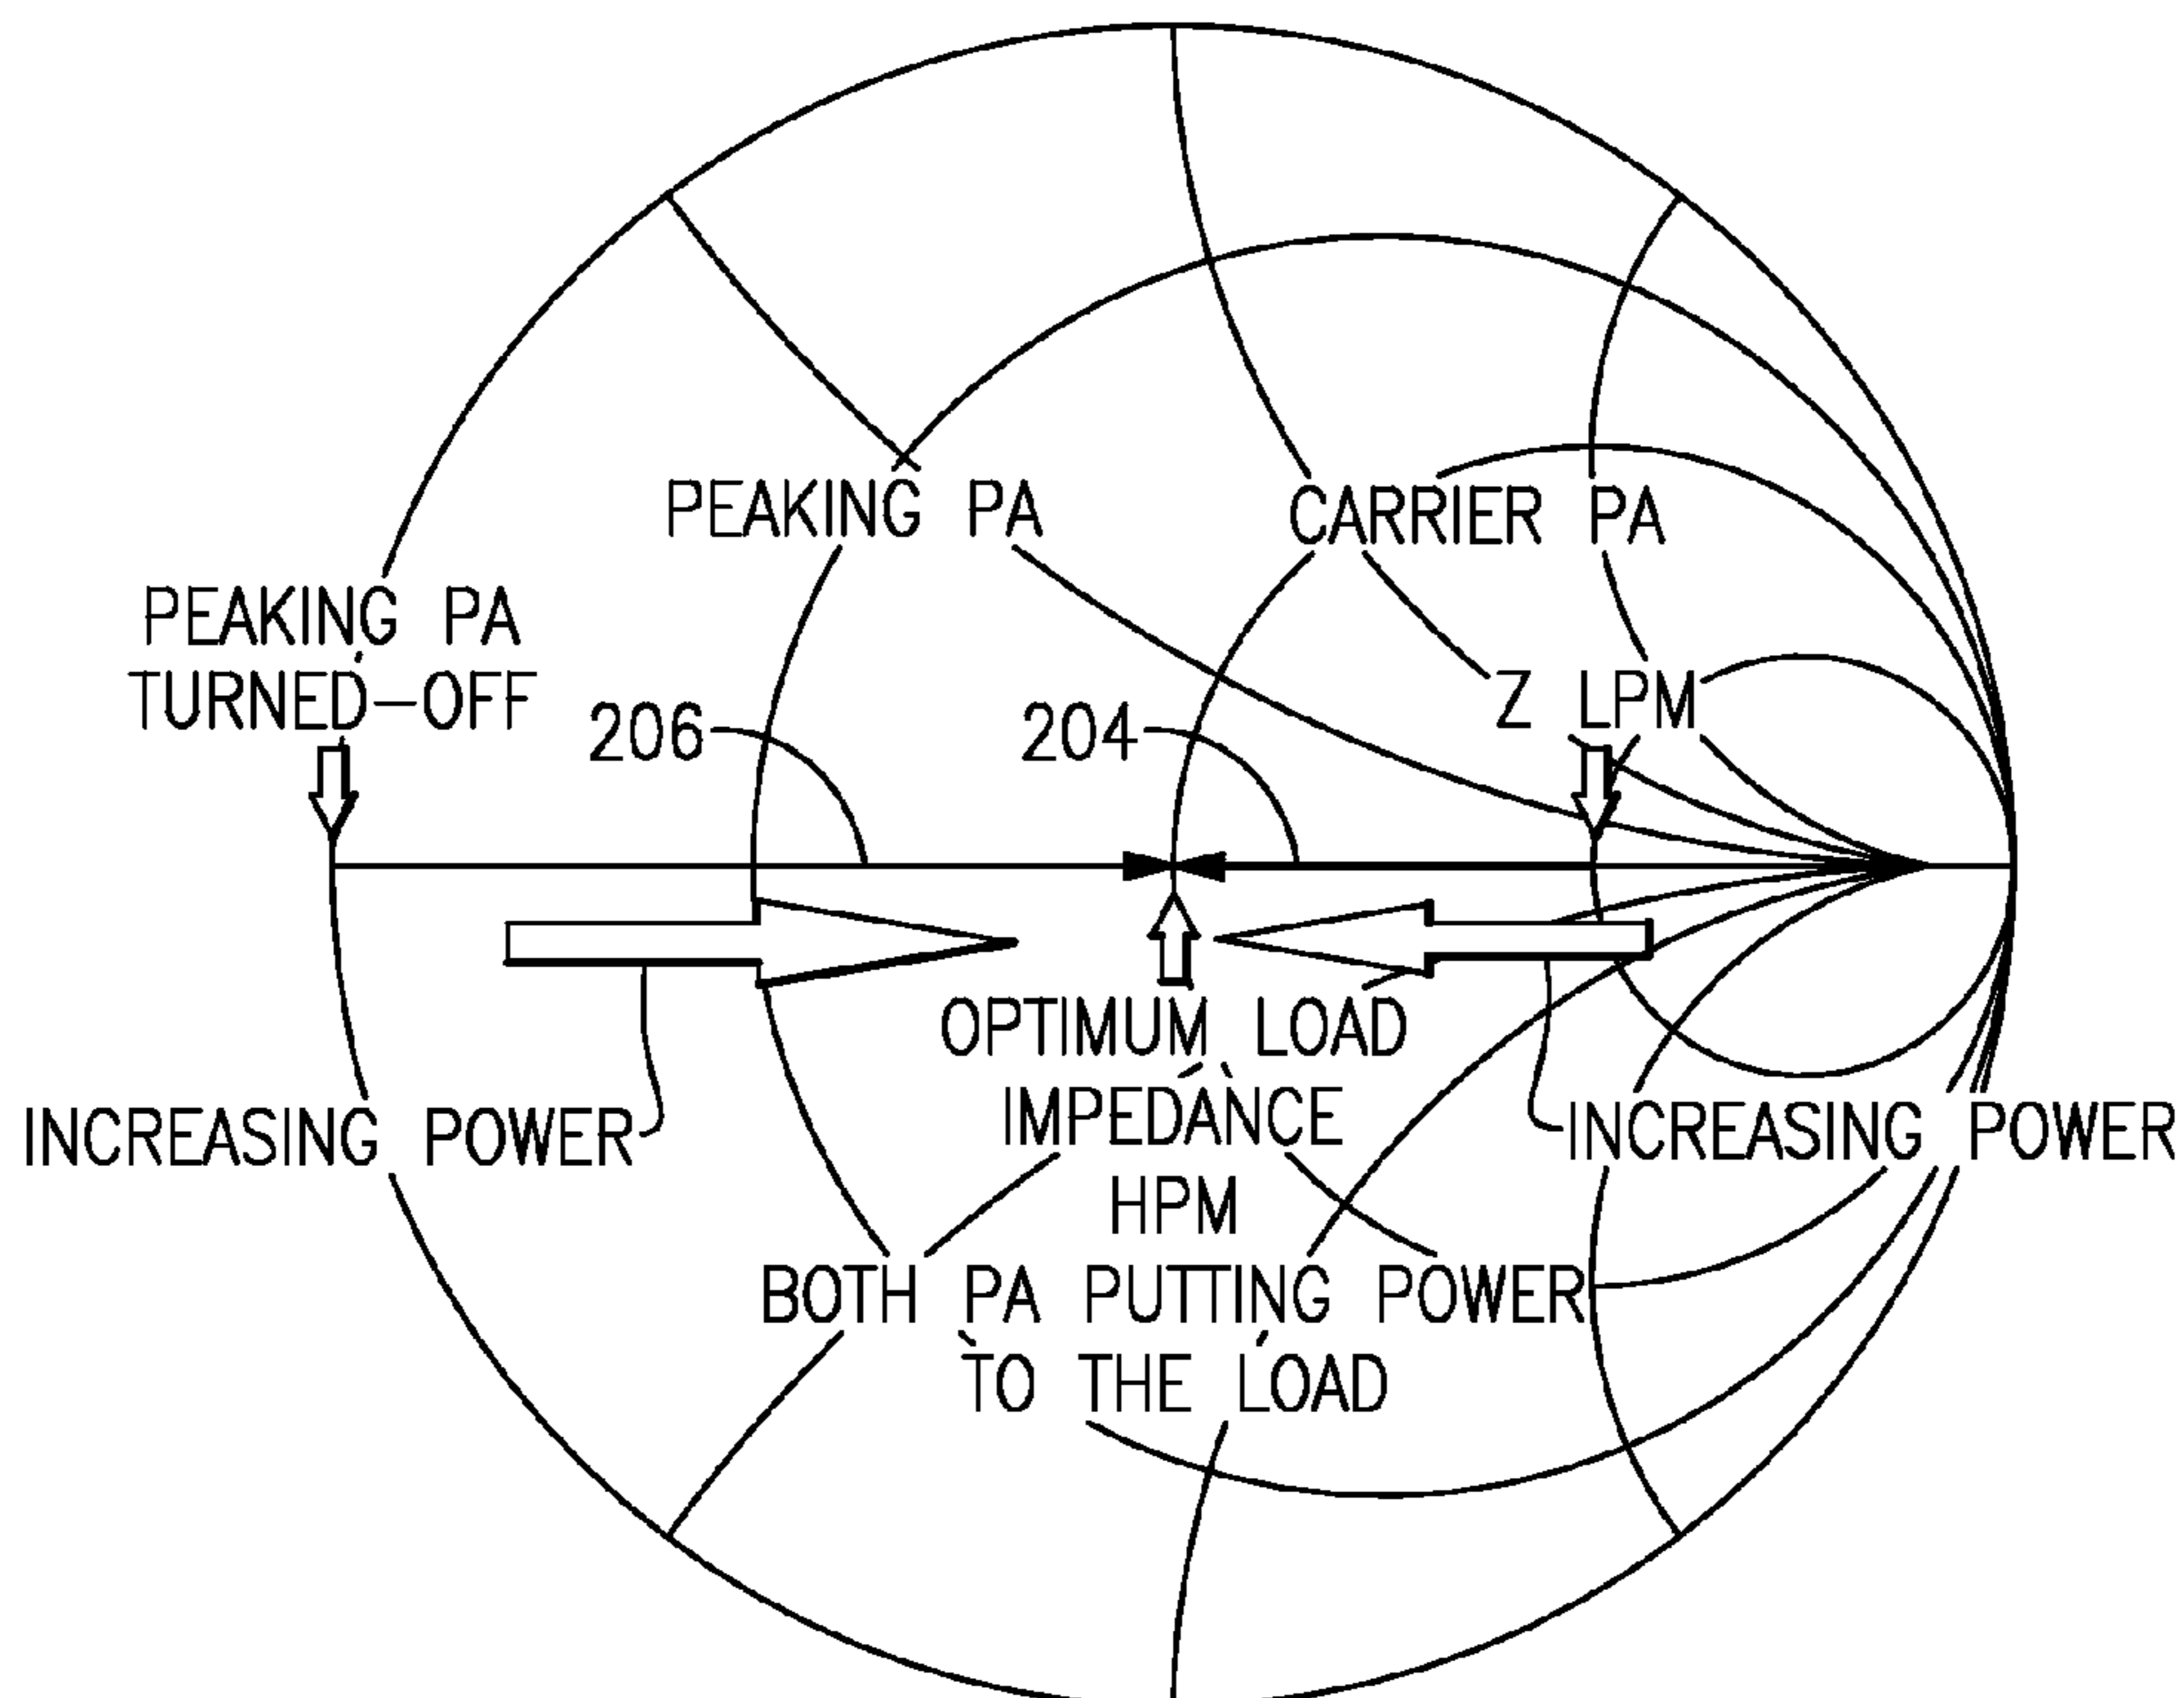 PEAKING PA
CARRIER PA
PEAKING PA
TURNED-OFF
206
204
Z LPM
OPTIMUM LOAD
IMPEDANCE
HPM
BOTH PA PUTTING POWER
TO THE LOAD
INCREASING POWER
INCREASING POWER